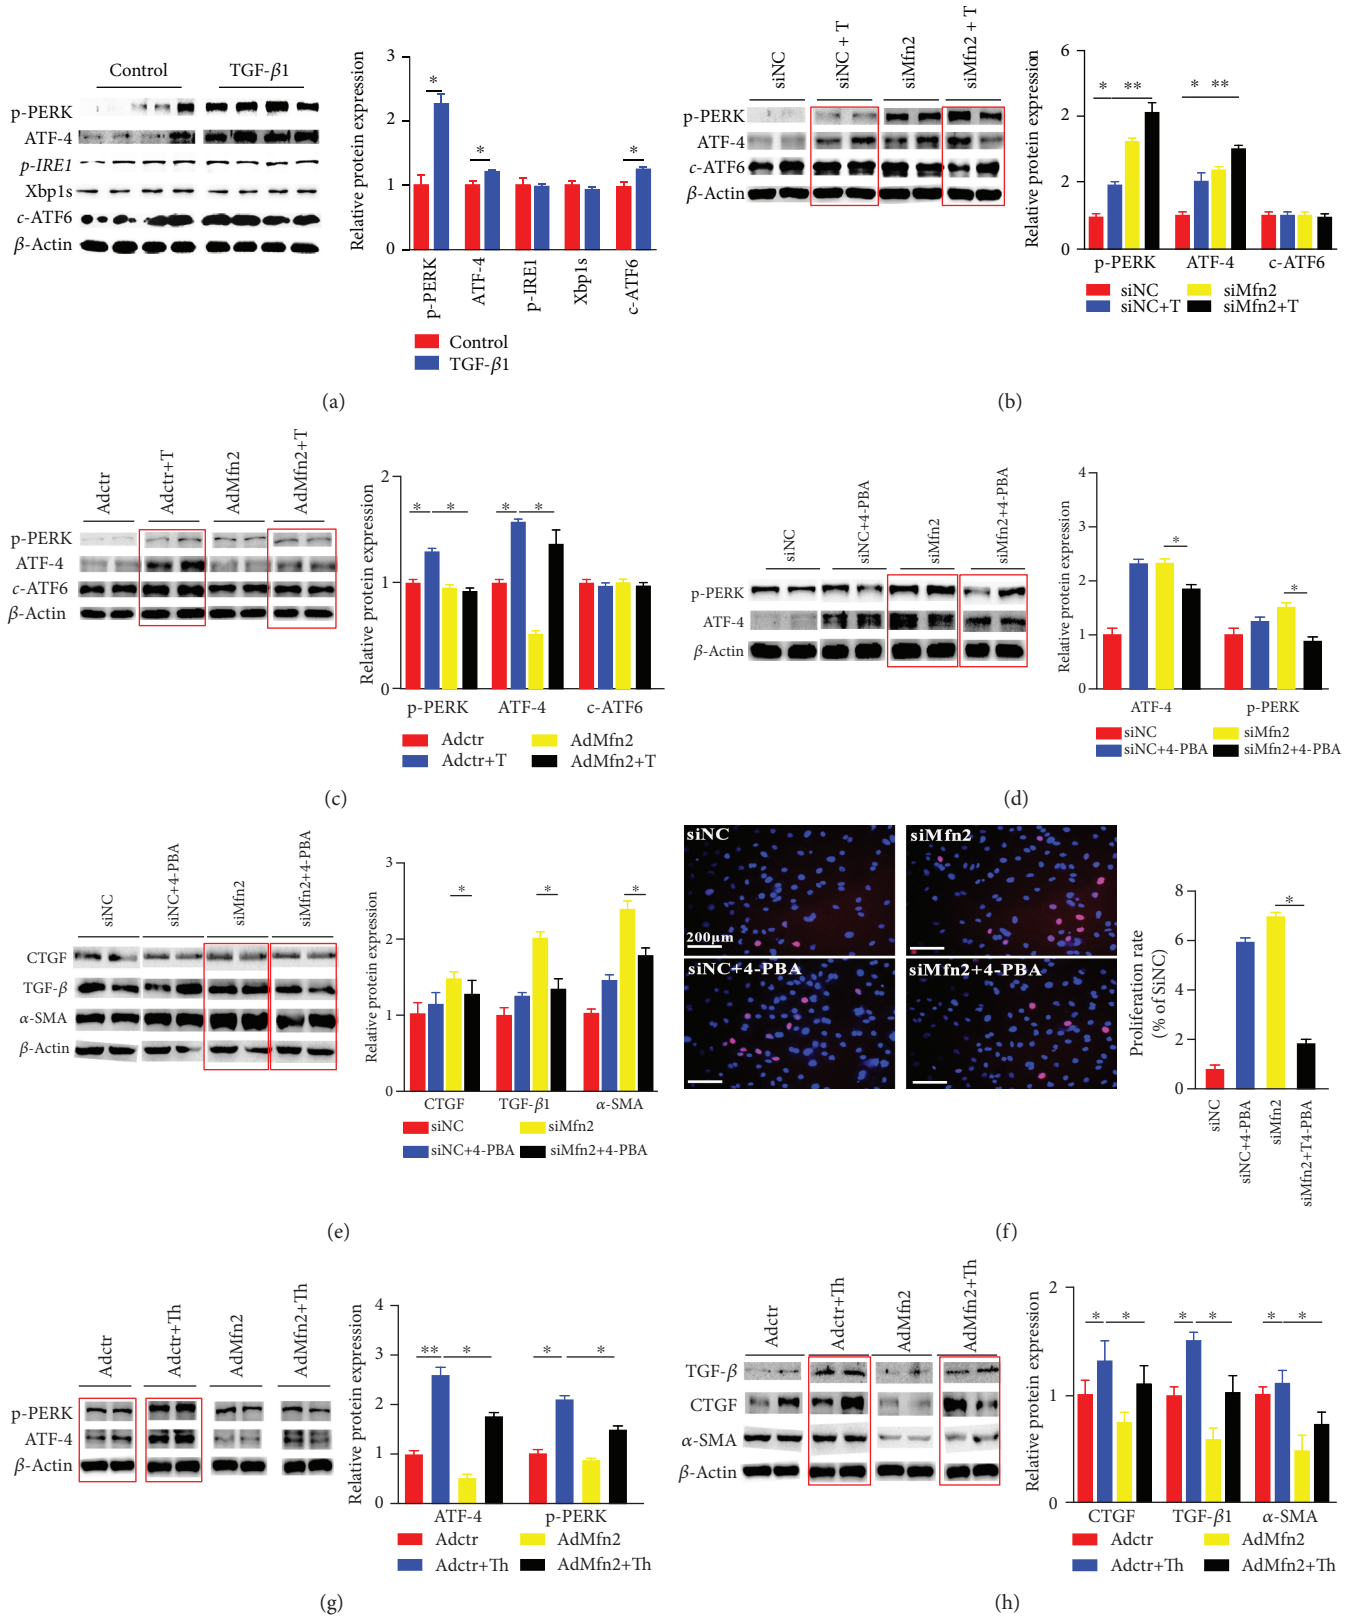 Control TGF-β1
p-PERK
ATF-4
p-IRE1
Xbp1s
c-ATF6
β-Actin
Relative protein expression
3
2
1
0
* * *
p-PERK ATF-4 p-IRE1 Xbp1s c-ATF6
Control
TGF-β1
(a)
siNC siNC + T siMfn2 siMfn2 + T
p-PERK
ATF-4
c-ATF6
β-Actin
Relative protein expression
6
2
2
0
* ** * **
p-PERK ATF-4 c-ATF6
siNC siMfn2
siNC+T siMfn2+T
(b)
Adctr Adctr+T AdMfn2 AdMfn2+T
p-PERK
ATF-4
c-ATF6
β-Actin
Relative protein expression
2
1
0
* * * *
p-PERK ATF-4 c-ATF6
Adctr AdMfn2
Adctr+T AdMfn2+T
(c)
siNC siNC+4-PBA siMfn2 siMfn2+4-PBA
p-PERK
ATF-4
β-Actin
Relative protein expression
4
3
2
1
0
* *
ATF-4 p-PERK
siNC siMfn2
siNC+4-PBA siMfn2+4-PBA
(d)
siNC siNC+4-PBA siMfn2 siMfn2+4-PBA
CTGF
TGF-β
α-SMA
β-Actin
Relative protein expression
3
2
1
0
* * *
CTGF TGF-β1 α-SMA
siNC siMfn2
siNC+4-PBA siMfn2+4-PBA
(e)
siNC siMfn2
200μm
siNC+4-PBA siMfn2+4-PBA
Proliferation rate
(% of SiNC)
8
6
4
2
0
*
siNC siNC+4-PBA siMfn2 siMfn2+T4-PBA
(f)
Adctr Adctr+Th AdMfn2 AdMfn2+Th
p-PERK
ATF-4
β-Actin
Relative protein expression
4
3
2
1
0
** * * *
ATF-4 p-PERK
Adctr AdMfn2
Adctr+Th AdMfn2+Th
(g)
Adctr Adctr+Th AdMfn2 AdMfn2+Th
TGF-β
CTGF
α-SMA
β-Actin
Relative protein expression
2
1
0
* * * * * *
CTGF TGF-β1 α-SMA
Adctr AdMfn2
Adctr+Th AdMfn2+Th
(h)